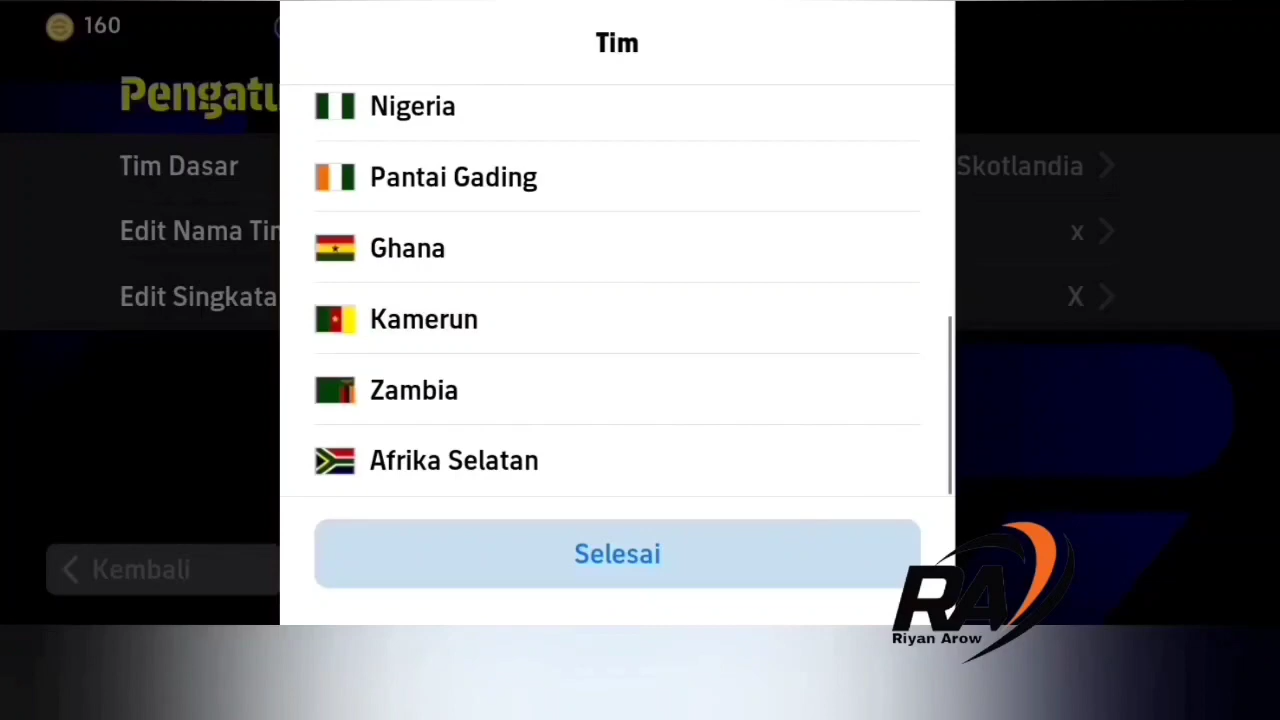 160
Tim
Pengatu
Nigeria
Tim Dasar
Pantai Gading
Skotlandia
Edit Nama Tin
Ghana
x
Edit Singkata
Kamerun
X
Zambia
Afrika Selatan
Selesai
Kembali
RA
Riyan Arow